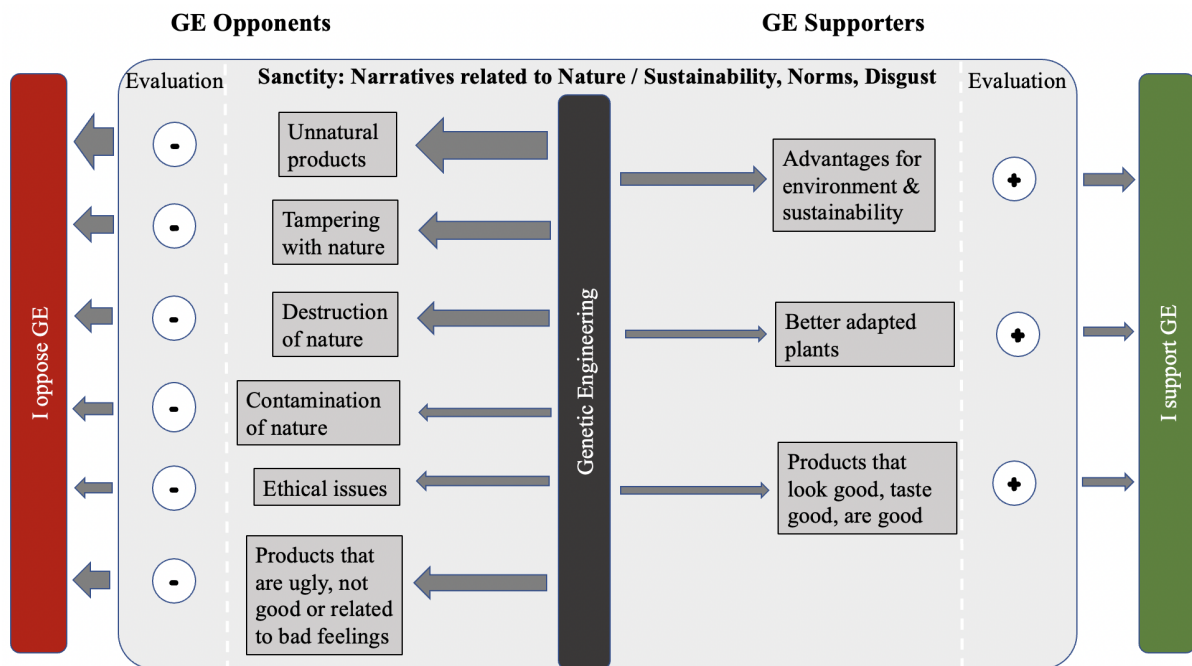 GE Opponents
GE Supporters
Sanctity: Narratives related to Nature / Sustainability, Norms, Disgust
Evaluation
Evaluation
I oppose GE
-
Unnatural
products
-
Tampering
with nature
-
Destruction
of nature
-
Contamination
of nature
-
Ethical issues
-
Products that
are ugly, not
good or related
to bad feelings
Genetic Engineering
Advantages for
environment &
sustainability
+
Better adapted
plants
+
Products that
look good, taste
good, are good
+
I support GE